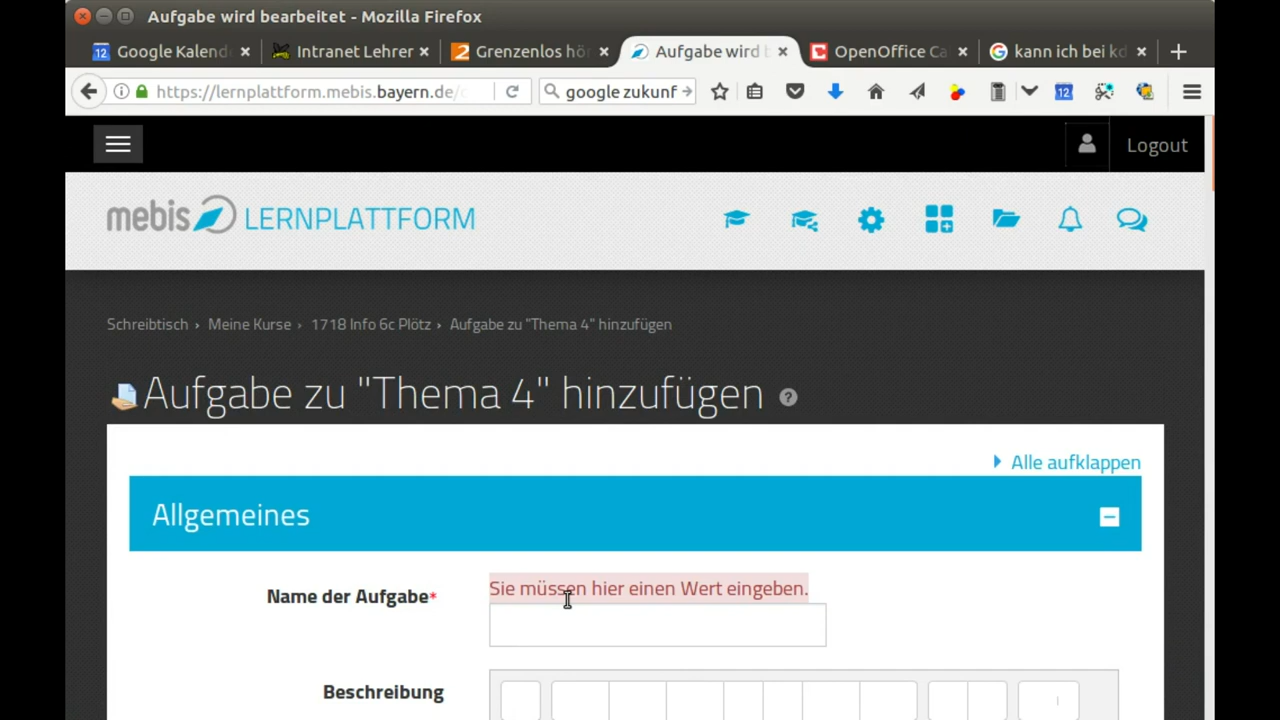 Aufgabe wird bearbeitet - Mozilla Firefox
Google Kalend Intranet Lehrer Grenzenlos hör Aufgabe wird b OpenOffice Ca kann ich bei kd
https://lernplattform.mebis.bayern.de/ google zukunf 12
Logout
mebis LERNPLATTFORM
Schreibtisch › Meine Kurse › 1718 Info 6c Plötz › Aufgabe zu "Thema 4" hinzufügen
Aufgabe zu "Thema 4" hinzufügen ?
Alle aufklappen
Allgemeines
Sie müssen hier einen Wert eingeben.
Name der Aufgabe*
Beschreibung